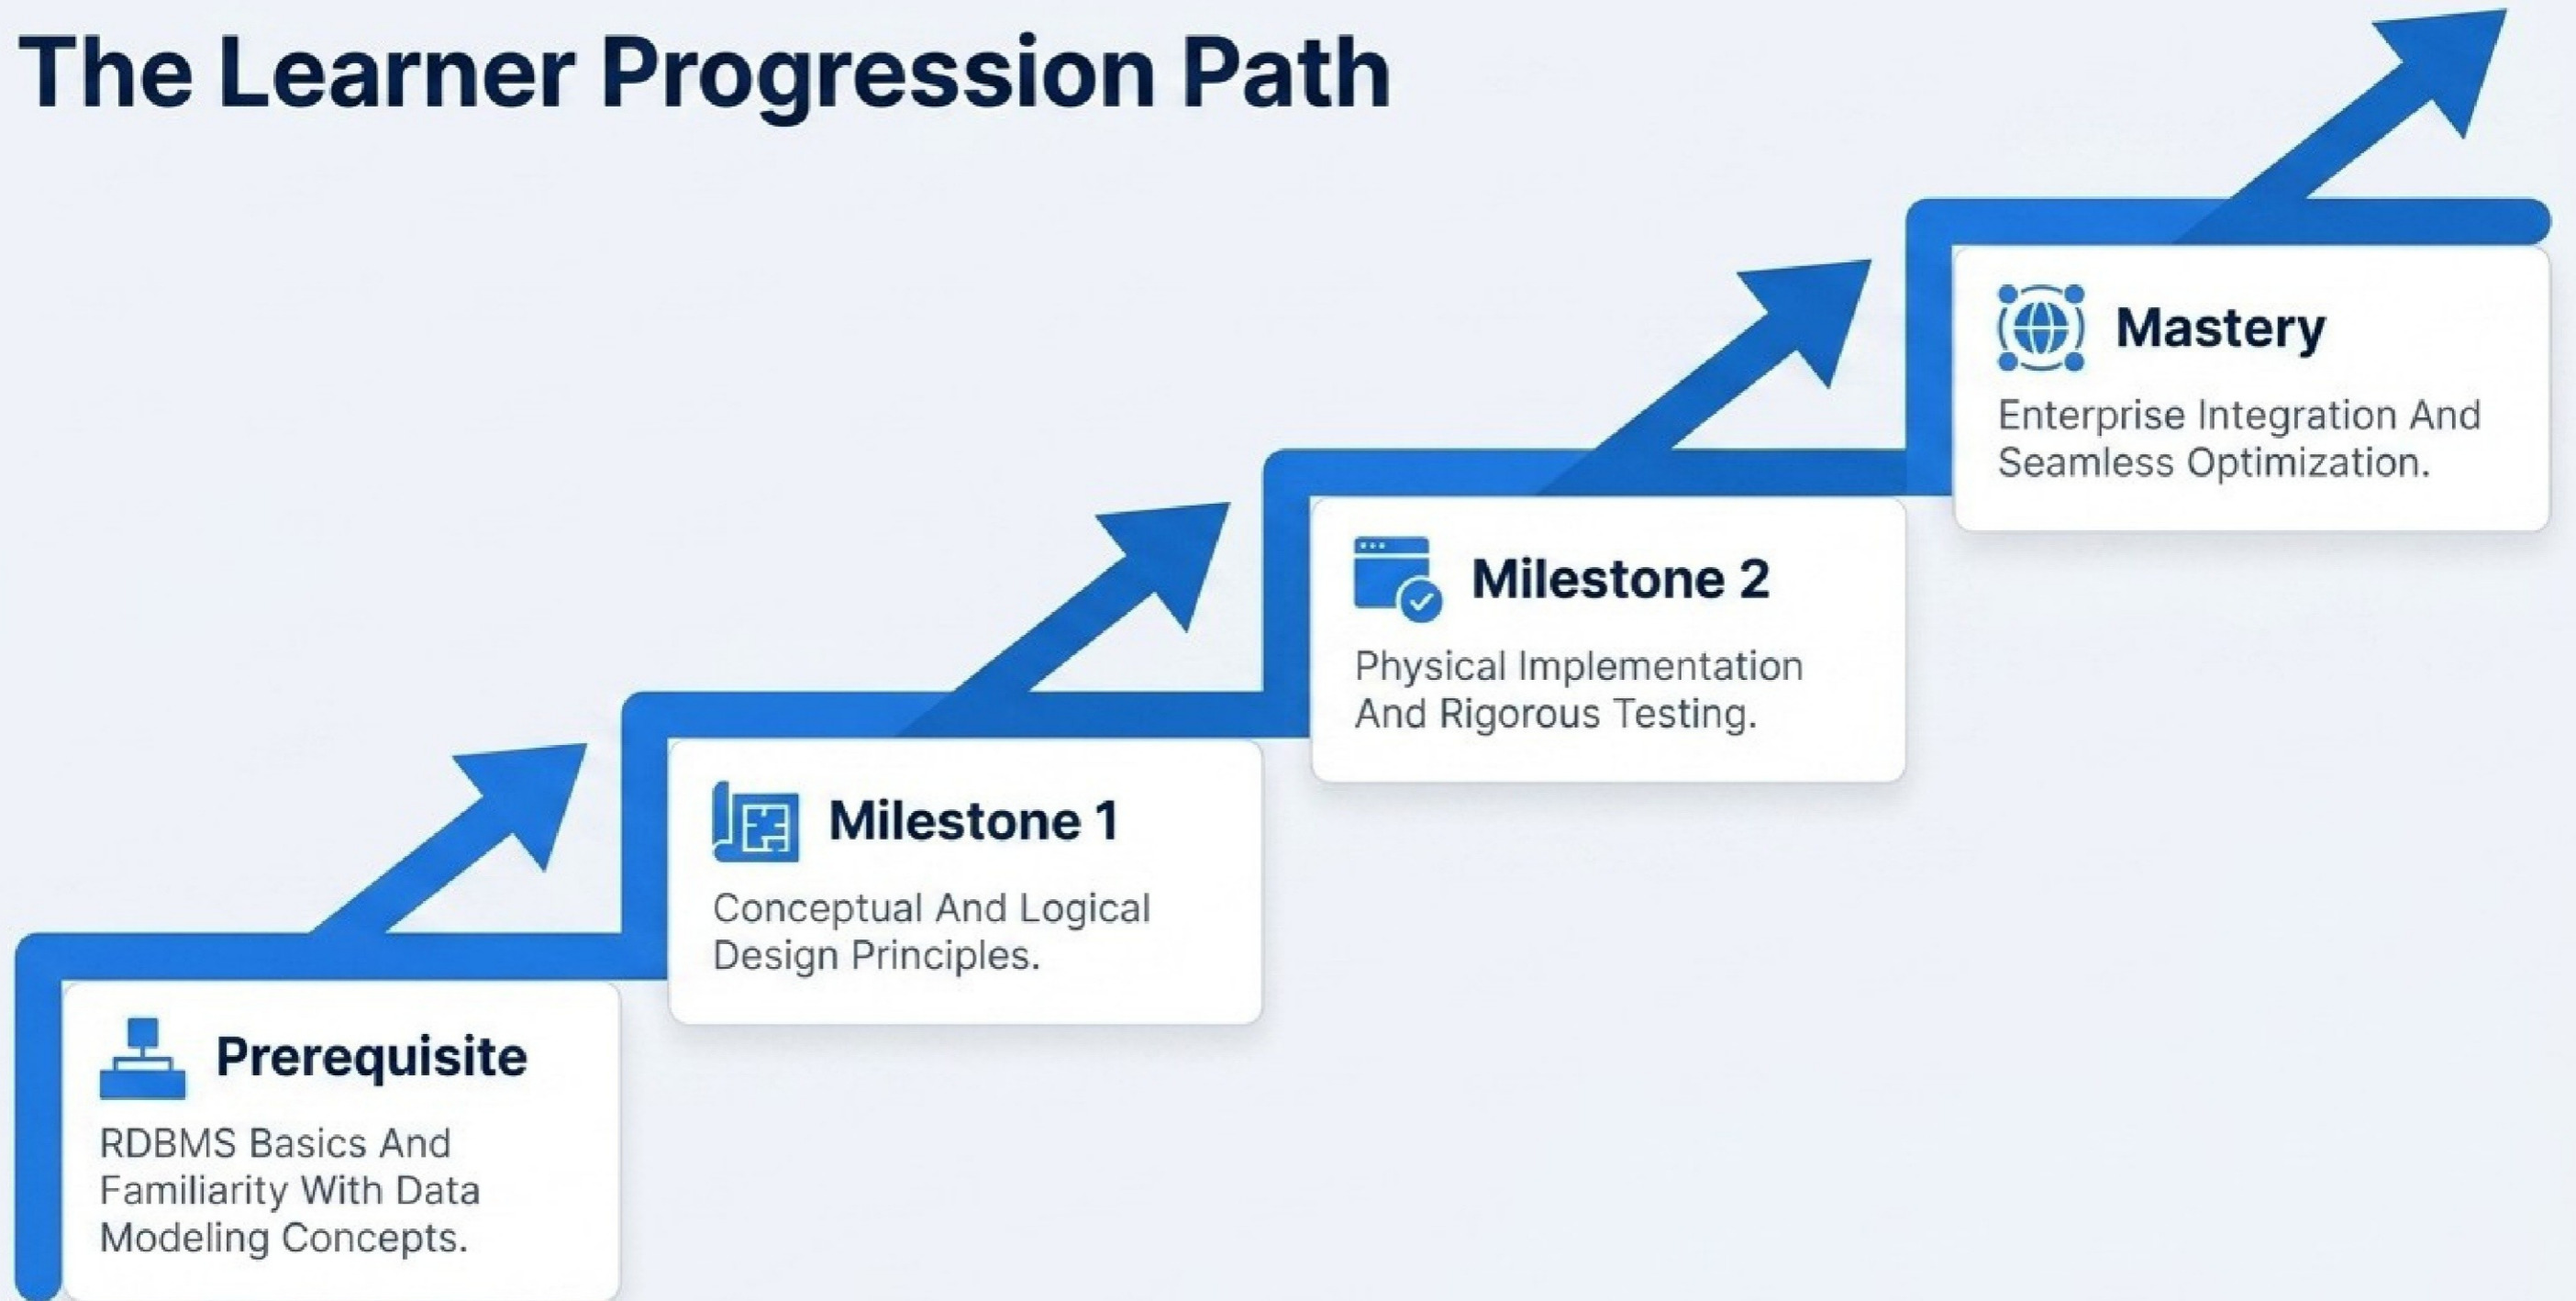 The Learner Progression Path
Prerequisite
RDBMS Basics And
Familiarity With Data
Modeling Concepts.
Milestone 1
Conceptual And Logical
Design Principles.
Milestone 2
Physical Implementation
And Rigorous Testing.
Mastery
Enterprise Integration And
Seamless Optimization.